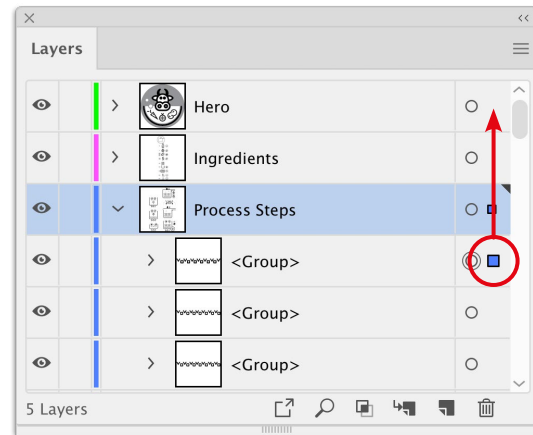 Layers
Hero
Ingredients
Process Steps
<Group>
<Group>
<Group>
5 Layers